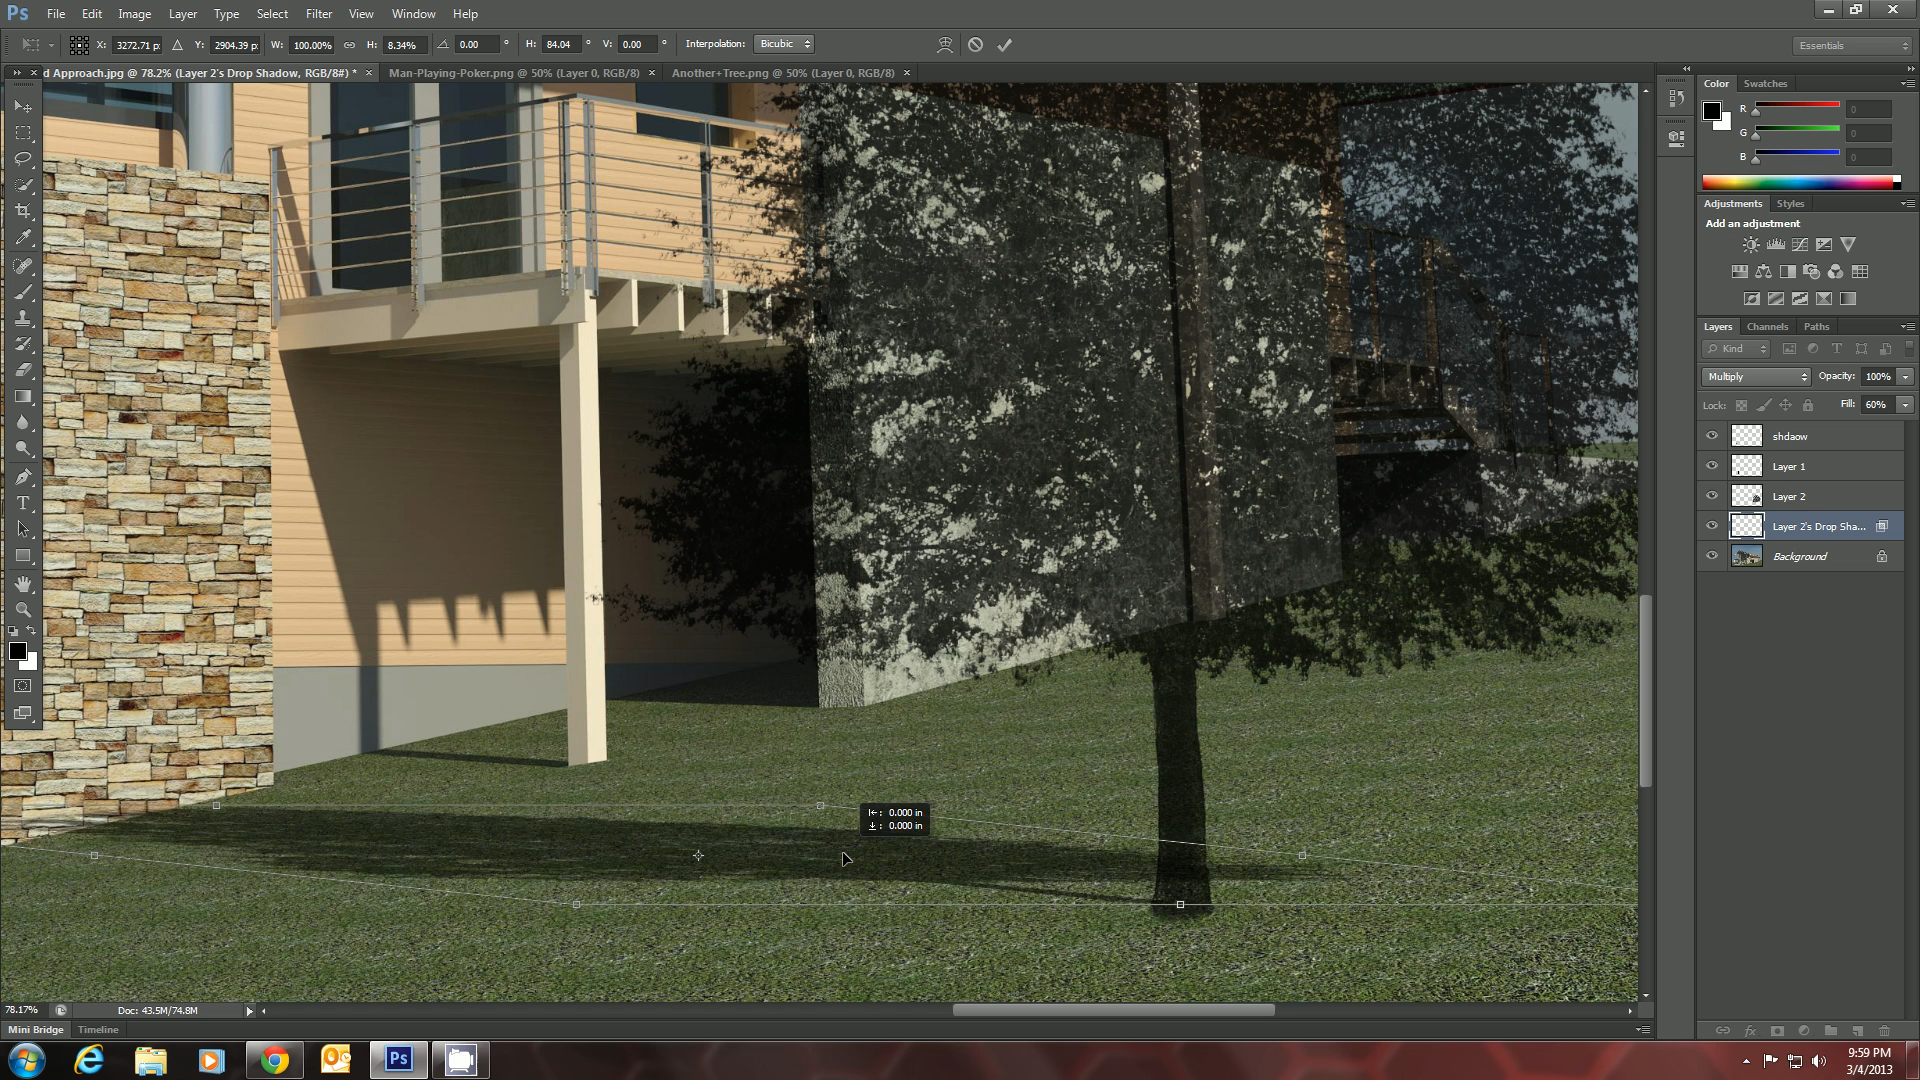 Ps File Edit Image Layer Type Select Filter View Window Help
X: 3272.71 p: Y: 2904.39 p: W: 100.00% H: 8.34% 0.00 ° H: 84.04 ° V: 0.00 ° Interpolation: Bicubic Essentials
d Approach.jpg @ 78.2% (Layer 2's Drop Shadow, RGB/8#) * × Man-Playing-Poker.png @ 50% (Layer 0, RGB/8) × Another+Tree.png @ 50% (Layer 0, RGB/8) ×
Color Swatches
R 0
G 0
B 0
Adjustments Styles
Add an adjustment
Layers Channels Paths
Kind
Multiply Opacity: 100%
Lock: Fill: 60%
shdaow
Layer 1
Layer 2
Layer 2's Drop Sha...
Background
0.000 in
0.000 in
78.17% Doc: 43.5M/74.8M
Mini Bridge Timeline
Ps
9:59 PM
3/4/2013